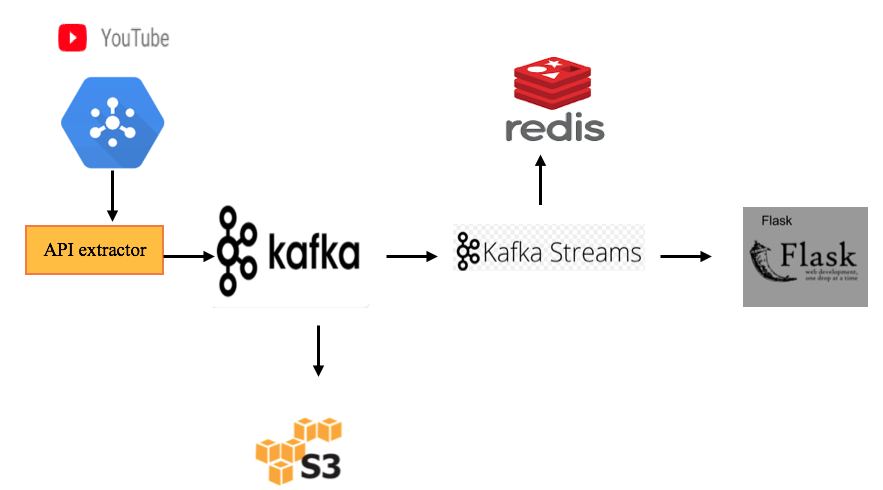 YouTube
redis
API extractor
kafka
Kafka Streams
Flask
Flask
web development,
one drop at a time
S3